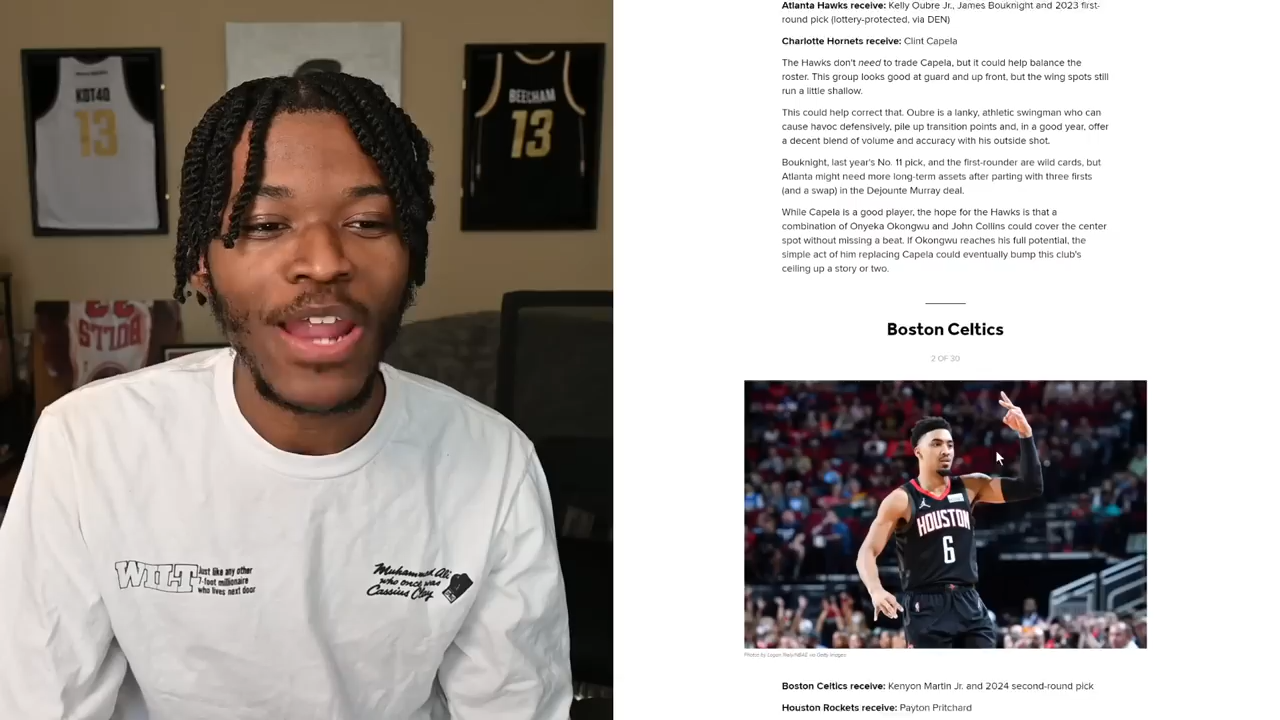 KOT4Q
13
BEECHAM
13
BULLS
WILT
Just like any other
7-foot millionaire
who lives next door
Muhammad Ali
who once was
Cassius Clay
Atlanta Hawks receive: Kelly Oubre Jr., James Bouknight and 2023 first-
round pick (lottery-protected, via DEN)
Charlotte Hornets receive: Clint Capela
The Hawks don't need to trade Capela, but it could help balance the
roster. This group looks good at guard and up front, but the wing spots still
run a little shallow.
This could help correct that. Oubre is a lanky, athletic swingman who can
cause havoc defensively, pile up transition points and, in a good year, offer
a decent blend of volume and accuracy with his outside shot.
Bouknight, last year's No. 11 pick, and the first-rounder are wild cards, but
Atlanta might need more long-term assets after parting with three firsts
(and a swap) in the Dejounte Murray deal.
While Capela is a good player, the hope for the Hawks is that a
combination of Onyeka Okongwu and John Collins could cover the center
spot without missing a beat. If Okongwu reaches his full potential, the
simple act of him replacing Capela could eventually bump this club's
ceiling up a story or two.
Boston Celtics
2 OF 30
HOUSTON
6
Boston Celtics receive: Kenyon Martin Jr. and 2024 second-round pick
Houston Rockets receive: Payton Pritchard